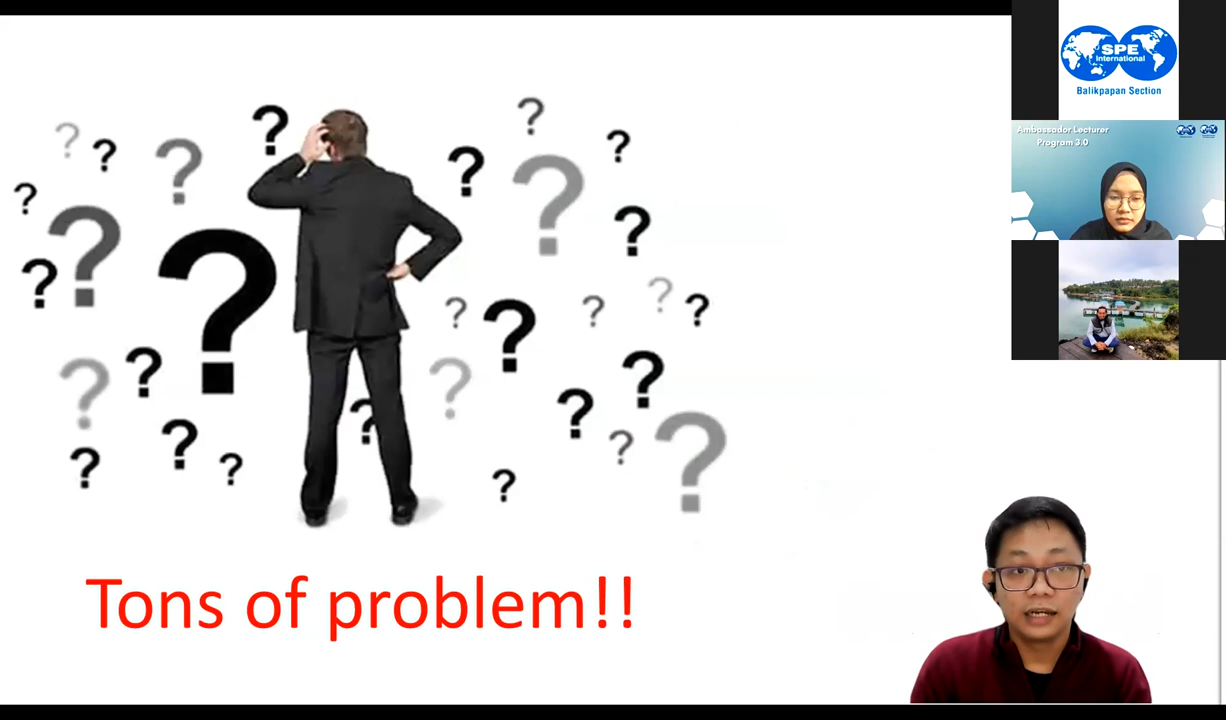 Tons of problem!!
SPE
International
Balikpapan Section
Ambassador Lecturer
Program 3.0